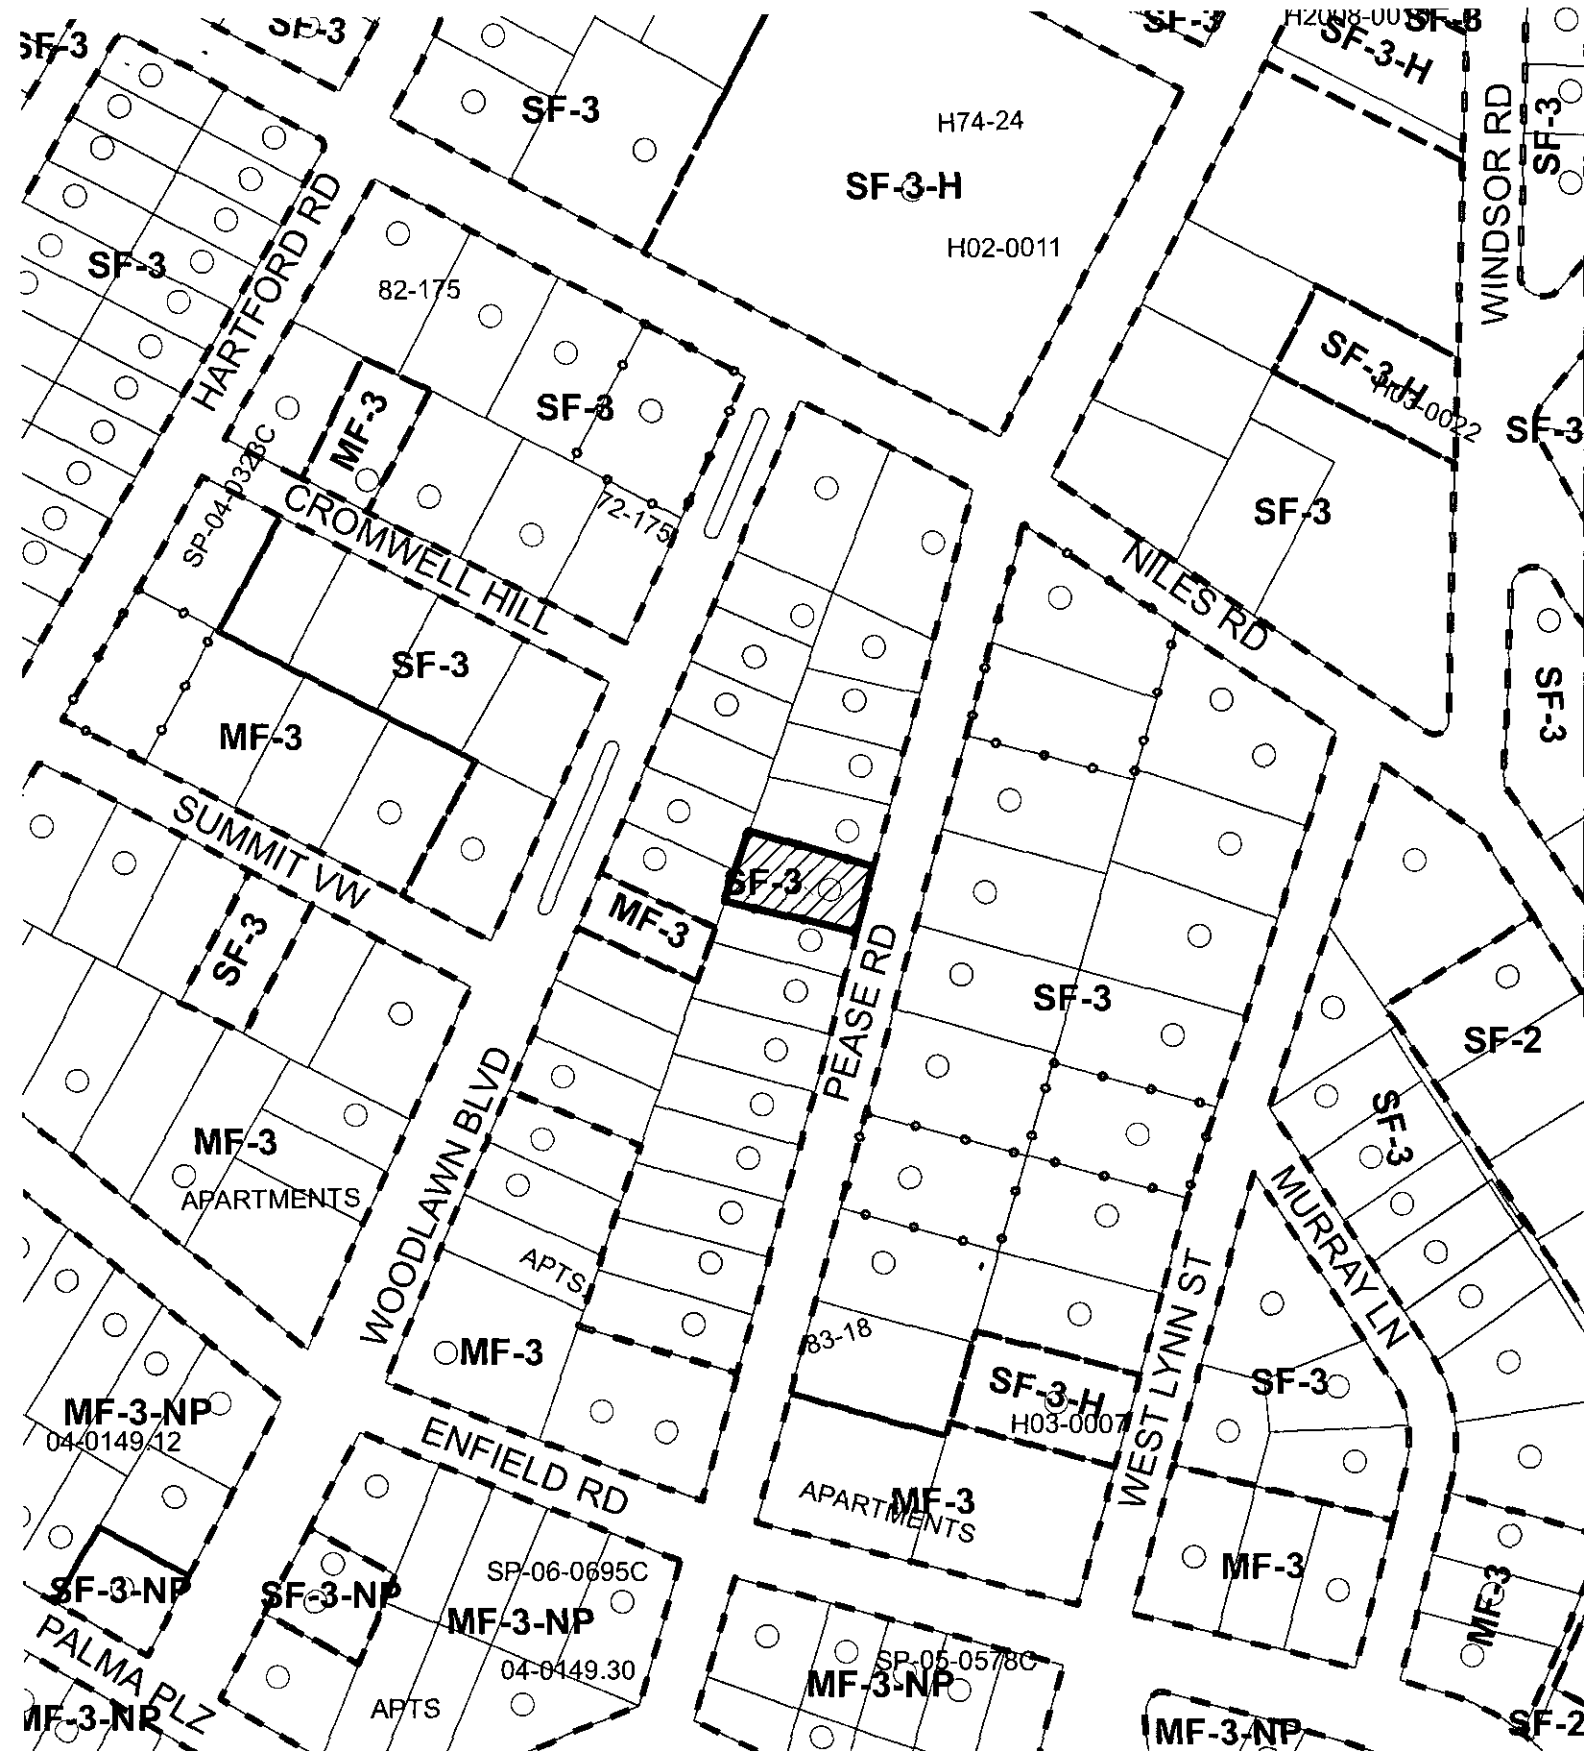 SF-3
SF-3
SF-3
SF-3
SF-3-H
SF-3
H74-24
SF-3-H
H02-0011
WINDSOR RD
SF-3
HARTFORD RD
SF-3
82-175
SF-3
MF-3
SF-3-H
H03-0022
SF-3
SP-04-0323C
CROMWELL HILL
72-175
SF-3
NILES RD
SF-3
SF-3
MF-3
SUMMIT VW
SF-3
MF-3
SF-3
PEASE RD
SF-3
SF-2
SF-3
WOODLAWN BLVD
MF-3
APARTMENTS
APTS
MF-3
83-18
SF-3-H
H03-0007
WEST LYNN ST
MURRAY LN
SF-3
MF-3-NP
04-0149.12
ENFIELD RD
APARTMENTS
MF-3
MF-3
MF-3
SF-3-NP
SF-3-NP
SP-06-0695C
MF-3-NP
04-0149.30
PALMA PLZ
APTS
SP-05-0578C
MF-3-NP
MF-3-NP
MF-3-NP
SF-2